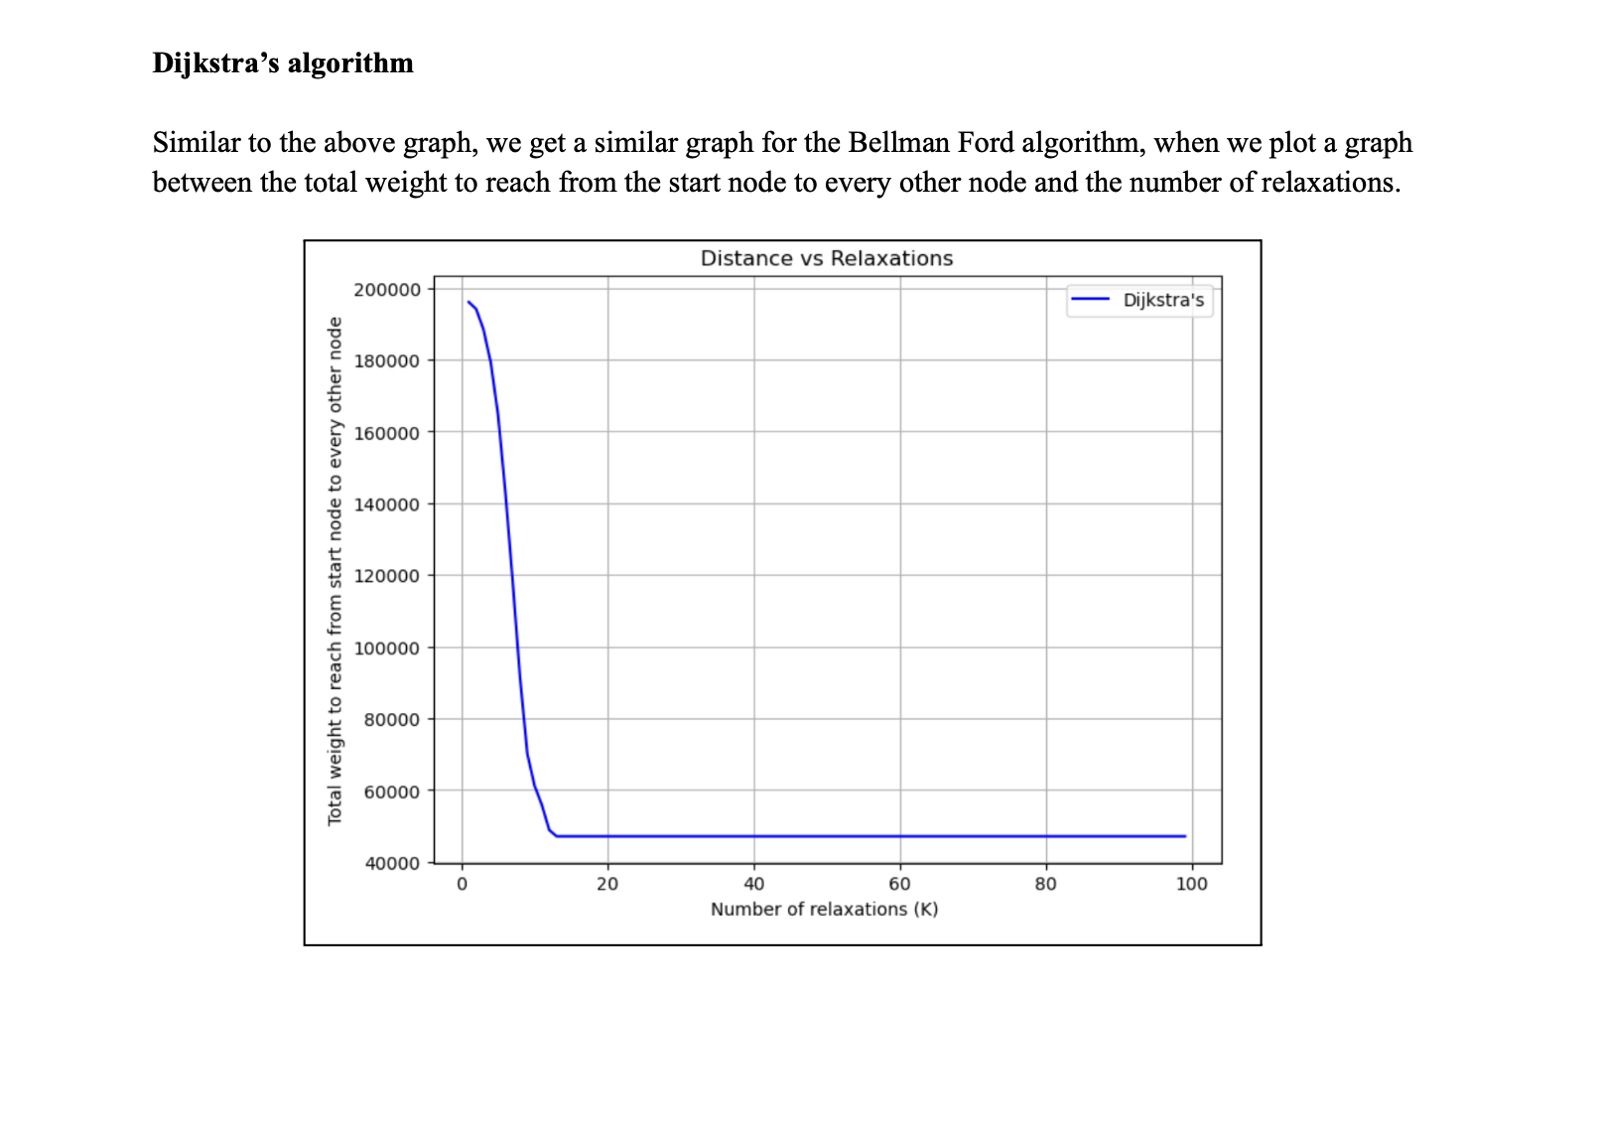 Dijkstra’s algorithm
Similar to the above graph, we get a similar graph for the Bellman Ford algorithm, when we plot a graph
between the total weight to reach from the start node to every other node and the number of relaxations.
Distance vs Relaxations
Dijkstra's
Total weight to reach from start node to every other node
200000
180000
160000
140000
120000
100000
80000
60000
40000
0 20 40 60 80 100
Number of relaxations (K)